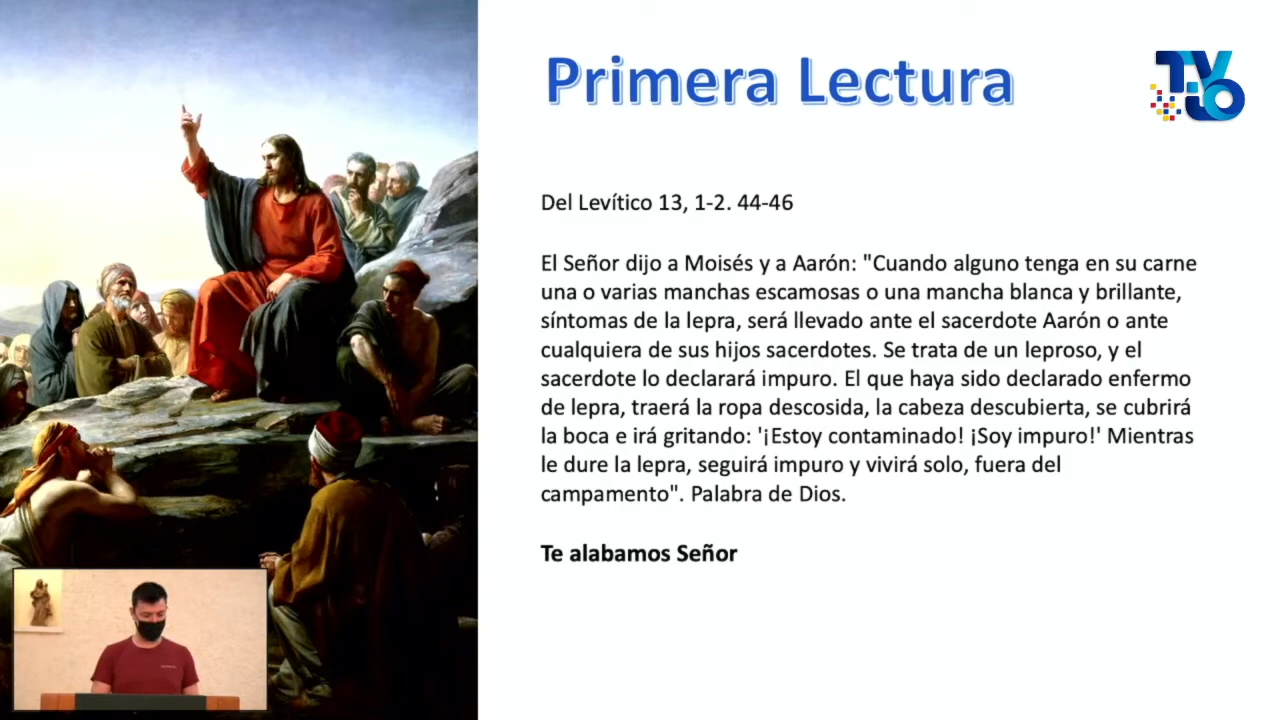 Primera Lectura
TVO
Del Levítico 13, 1-2. 44-46
El Señor dijo a Moisés y a Aarón: "Cuando alguno tenga en su carne
una o varias manchas escamosas o una mancha blanca y brillante,
síntomas de la lepra, será llevado ante el sacerdote Aarón o ante
cualquiera de sus hijos sacerdotes. Se trata de un leproso, y el
sacerdote lo declarará impuro. El que haya sido declarado enfermo
de lepra, traerá la ropa descosida, la cabeza descubierta, se cubrirá
la boca e irá gritando: '¡Estoy contaminado! ¡Soy impuro!' Mientras
le dure la lepra, seguirá impuro y vivirá solo, fuera del
campamento". Palabra de Dios.
Te alabamos Señor